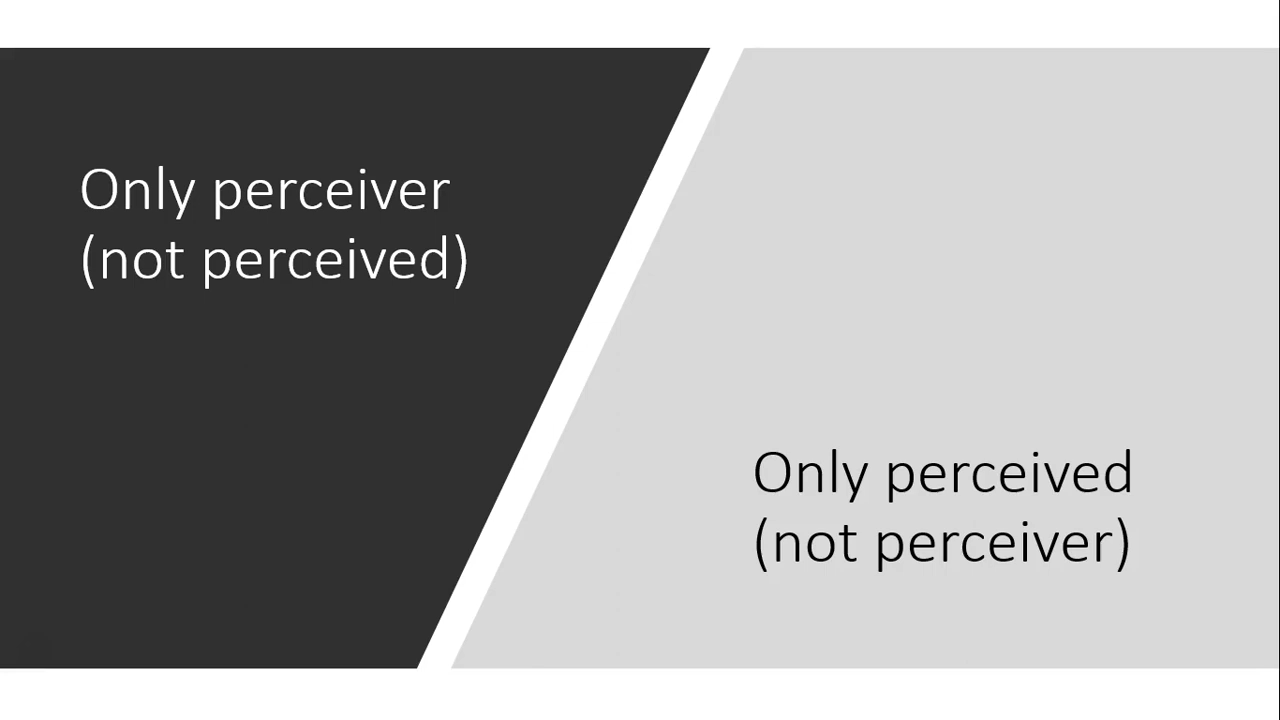 Only perceiver
(not perceived)
Only perceived
(not perceiver)